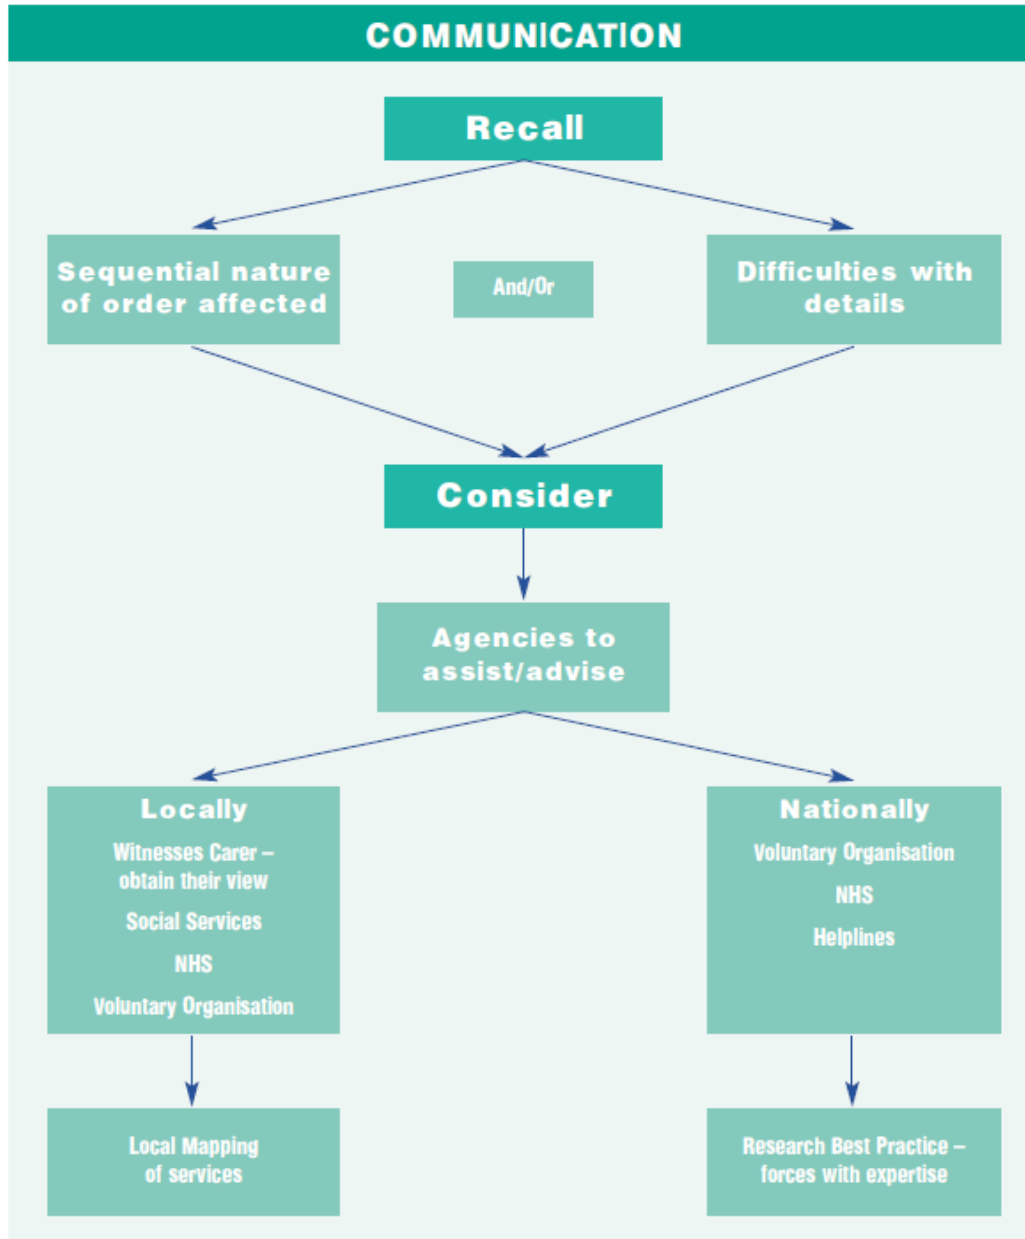 COMMUNICATION
Recall
Sequential nature
of order affected
And/Or
Difficulties with
details
Consider
Agencies to
assist/advise
Locally
Witnesses Carer –
obtain their view
Social Services
NHS
Voluntary Organisation
Nationally
Voluntary Organisation
NHS
Helplines
Local Mapping
of services
Research Best Practice –
forces with expertise